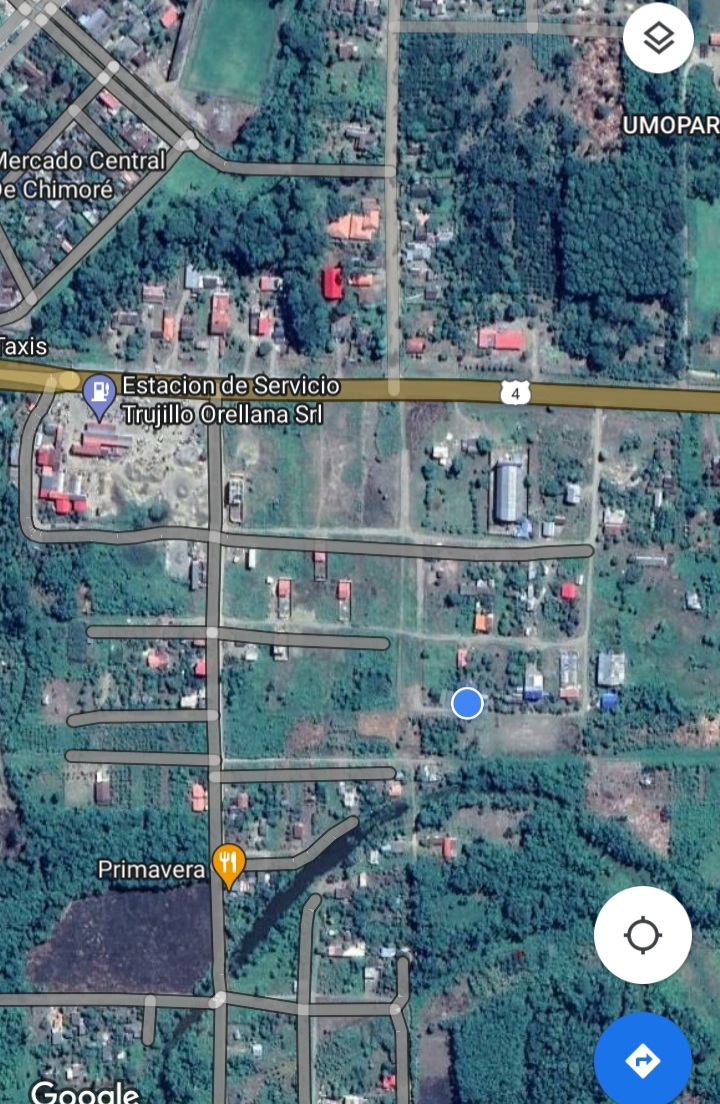 UMOPAR
Mercado Central
De Chimoré
Taxis
Estacion de Servicio
Trujillo Orellana Srl
4
Primavera
Google